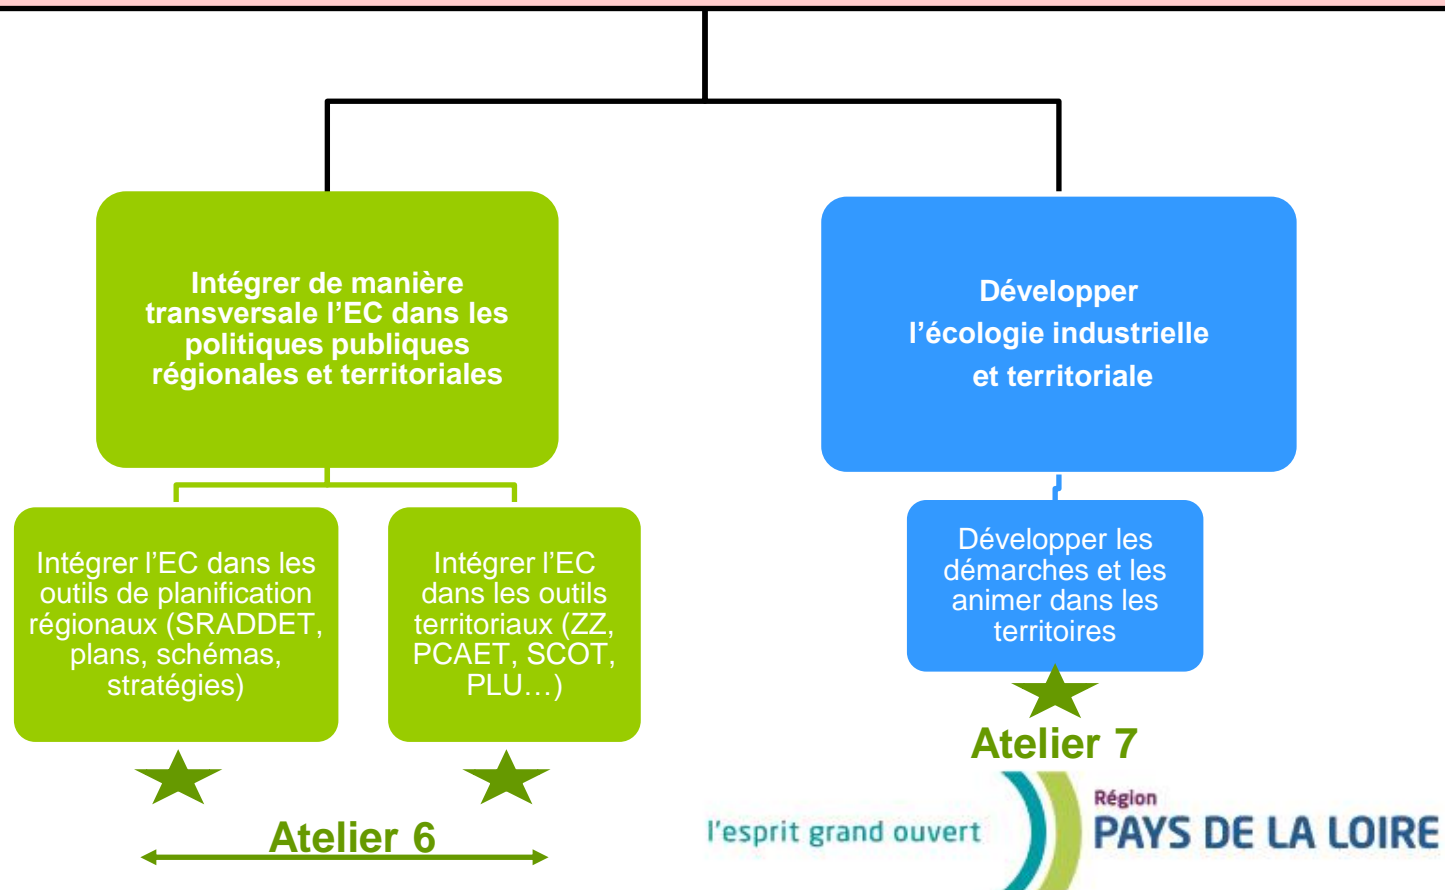 Intégrer de manière
transversale l’EC dans les
politiques publiques
régionales et territoriales
Développer
l’écologie industrielle
et territoriale
Intégrer l’EC dans les
outils de planification
régionaux (SRADDET,
plans, schémas,
stratégies)
Intégrer l’EC
dans les outils
territoriaux (ZZ,
PCAET, SCOT,
PLU…)
Développer les
démarches et les
animer dans les
territoires
Atelier 6
Atelier 7
l'esprit grand ouvert
Région
PAYS DE LA LOIRE